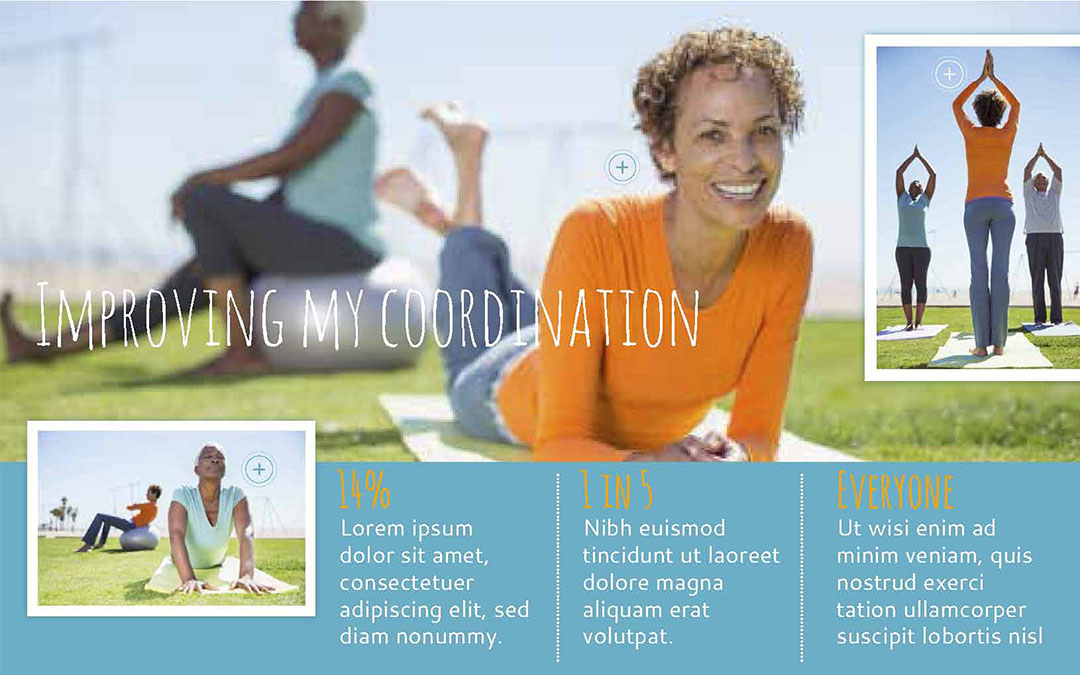 Improving my coordination
14%
Lorem ipsum
dolor sit amet,
consectetuer
adipiscing elit, sed
diam nonummy.
1 in 5
Nibh euismod
tincidunt ut laoreet
dolore magna
aliquam erat
volutpat.
Everyone
Ut wisi enim ad
minim veniam, quis
nostrud exerci
tation ullamcorper
suscipit lobortis nisl